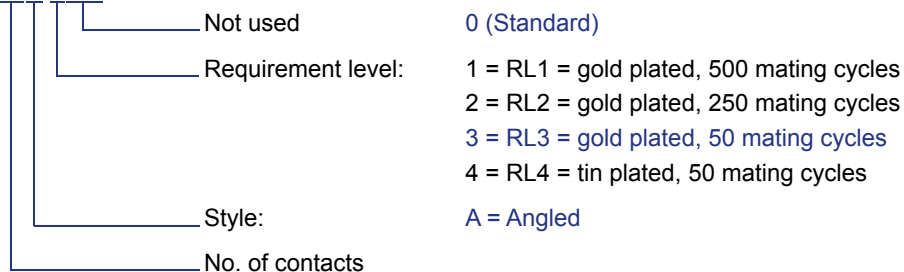 Not used 0 (Standard)
Requirement level: 1 = RL1 = gold plated, 500 mating cycles
2 = RL2 = gold plated, 250 mating cycles
3 = RL3 = gold plated, 50 mating cycles
4 = RL4 = tin plated, 50 mating cycles
Style: A = Angled
No. of contacts